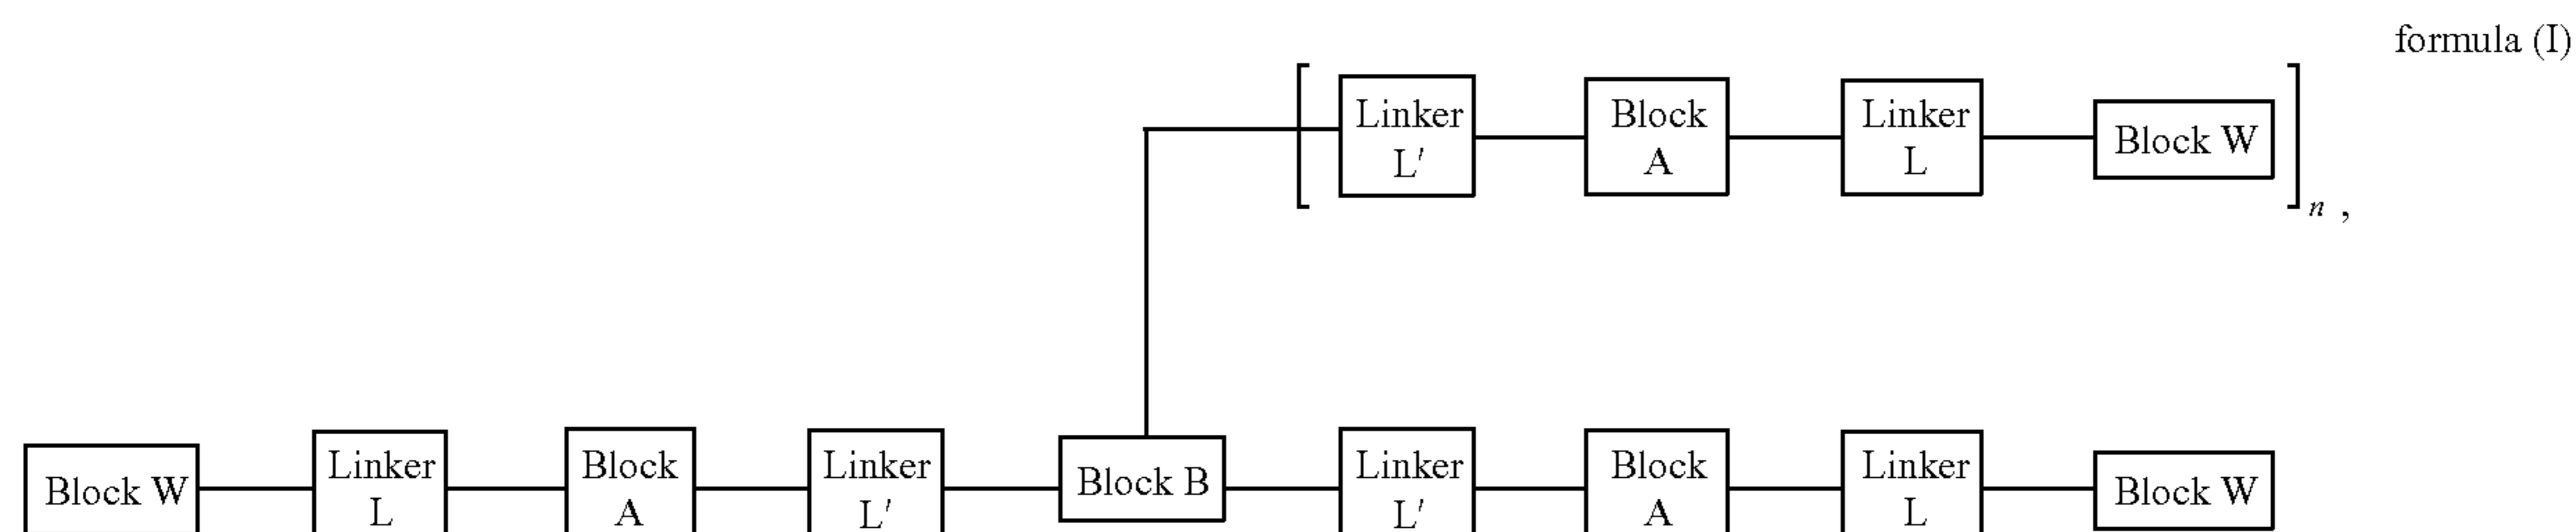 formula (I)
Linker
L′
Block
A
Linker
L
Block W
n ,
Block W
Linker
L
Block
A
Linker
L′
Block B
Linker
L′
Block
A
Linker
L
Block W